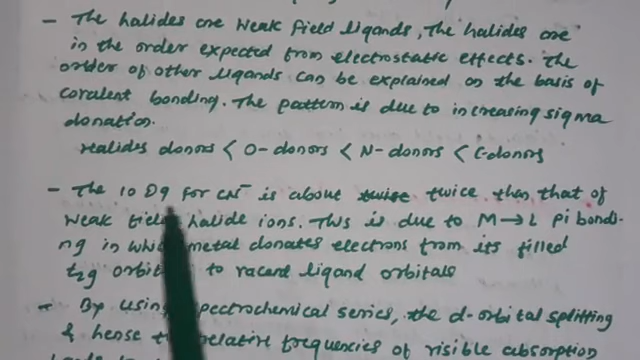 - The halides are weak field ligands, The halides are
in the order expected from electrostatic effects. The
order of other ligands can be explained on the basis of
covalent bonding. The pattern is due to increasing sigma
donation.
Halides donors < O- donors < N- donors < C-donors
- The 10 Dq for CN⁻ is about twice than that of
weak field halide ions. This is due to M→L Pi bondi-
ng in which metal donates electrons from its filled
t2g orbital to vacant ligand orbitals
- By using spectrochemical series, the d-orbital splitting
& hense the relative frequencies of visible absorption